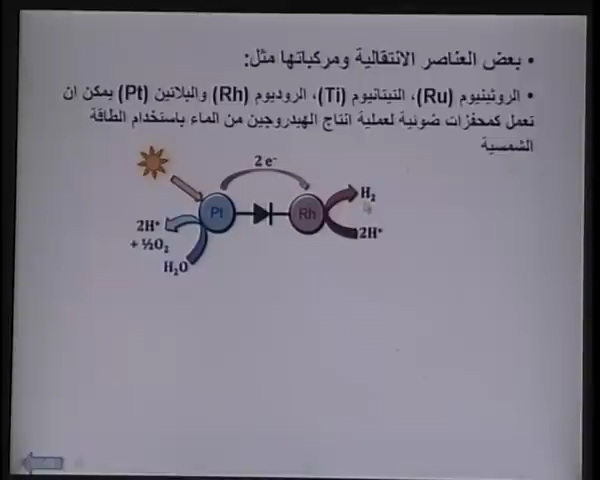 • بعض العناصر الانتقالية ومركباتها مثل:
• الروثينيوم (Ru)، التيتانيوم (Ti)، الروديوم (Rh) والبلاتين (Pt) يمكن ان
تعمل كمحفزات ضوئية لعملية انتاج الهيدروجين من الماء باستخدام الطاقة
الشمسية
2 e⁻
Pt
Rh
H₂
2H⁺
2H⁺
+ ½O₂
H₂O